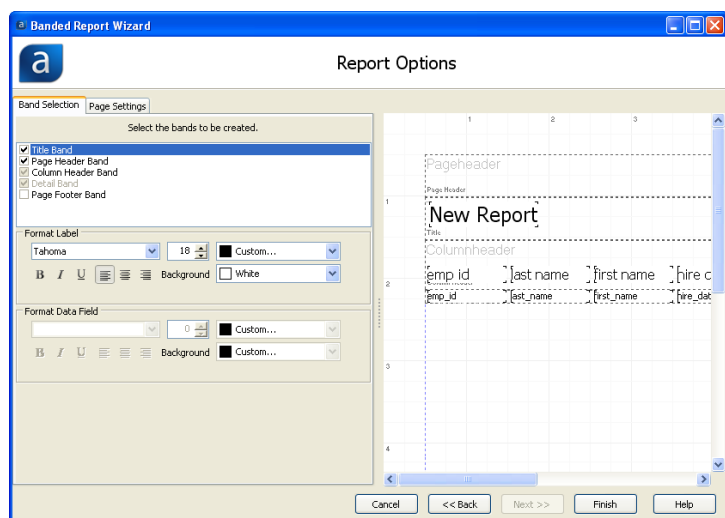 Banded Report Wizard
a
Report Options
Band Selection Page Settings
Select the bands to be created.
Title Band
Page Header Band
Column Header Band
Detail Band
Page Footer Band
Format Label
Tahoma 18 Custom...
B I U Background White
Format Data Field
0 Custom...
B I U Background Custom...
1 2 3
Pageheader
Page Header
1
New Report
Title
Columnheader
2
emp id last name first name hire d
emp_id last_name first_name hire_dat
3
4
Cancel << Back Next >> Finish Help